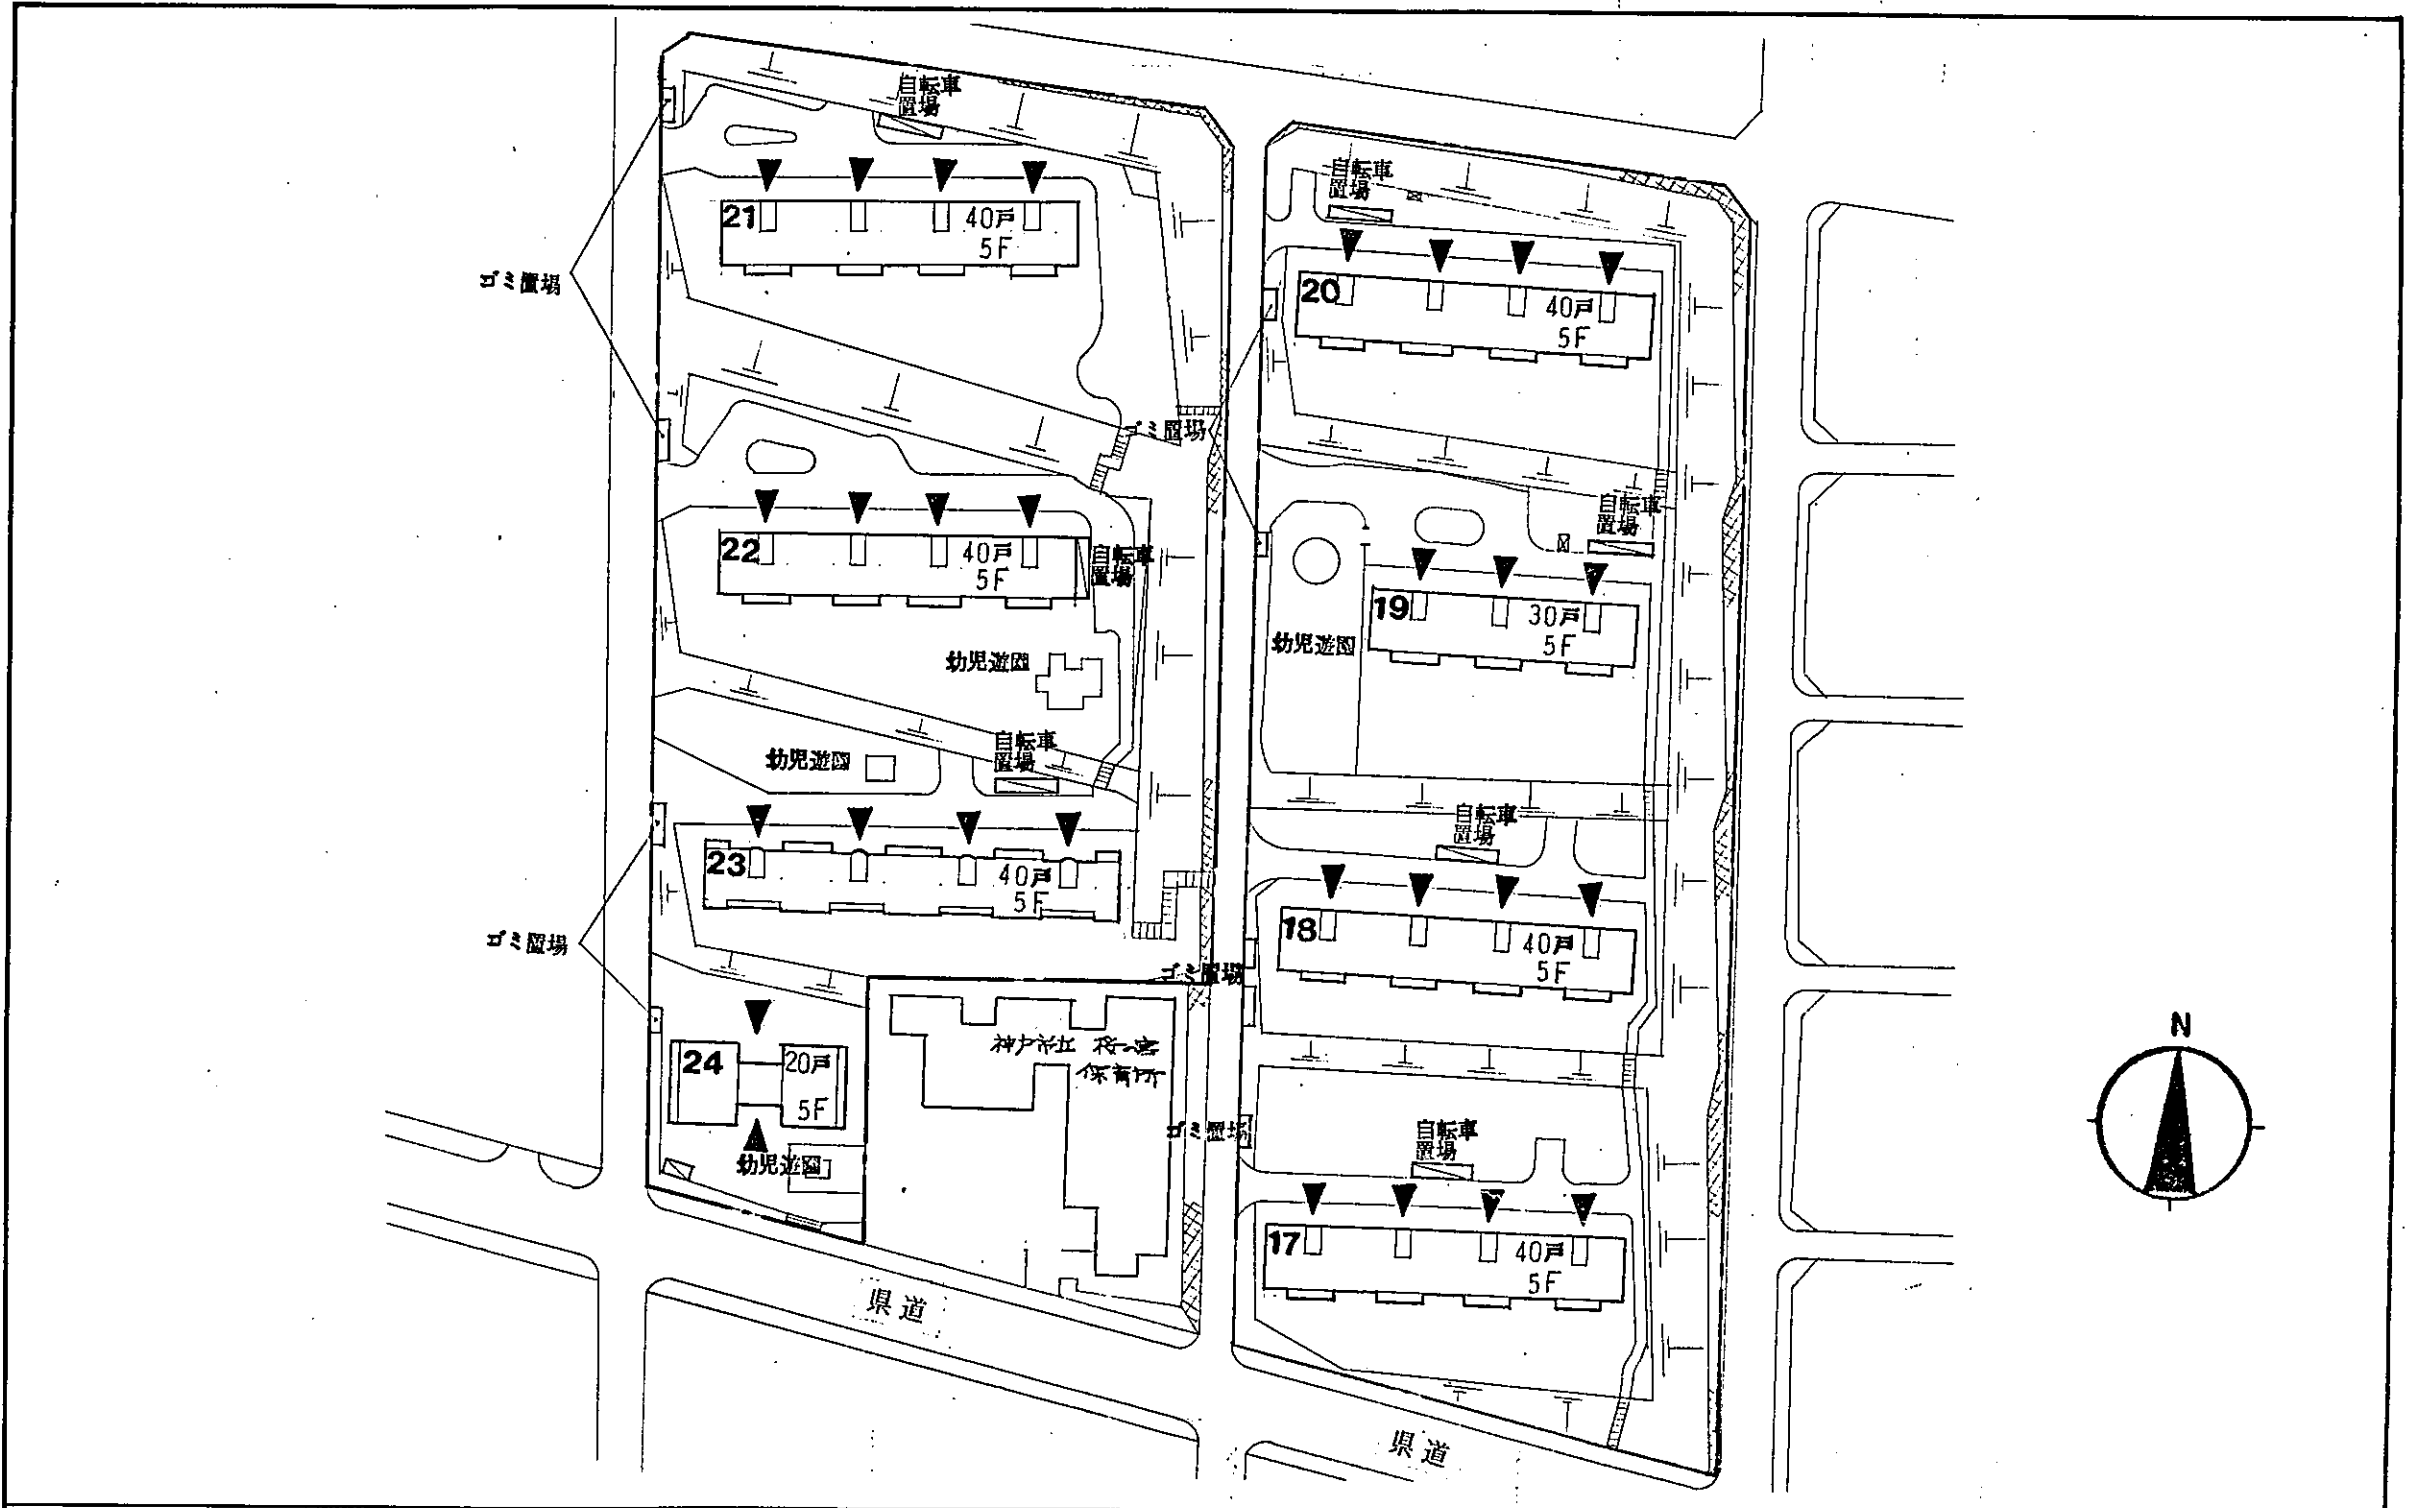 自転車
置場
21
40戸
5F
ゴミ置場
自転車
置場
20
40戸
5F
ゴミ置場
22
40戸
5F
自転車
置場
幼児遊園
自転車
置場
19
30戸
5F
幼児遊園
幼児遊園
自転車
置場
23
40戸
5F
自転車
置場
18
40戸
5F
ゴミ置場
ゴミ置場
24
20戸
5F
幼児遊園
神戸市立 桜の宮
保育所
ゴミ置場
自転車
置場
17
40戸
5F
県道
県道
N